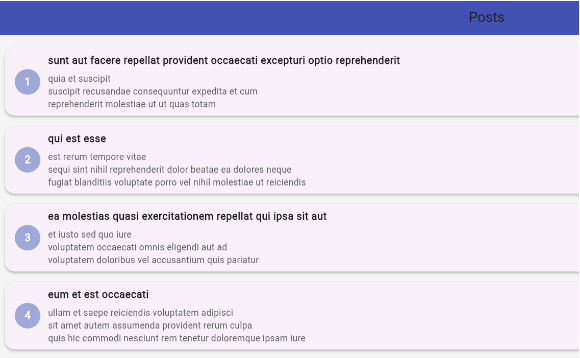 Posts
sunt aut facere repellat provident occaecati excepturi optio reprehenderit
1
quia et suscipit
suscipit recusandae consequuntur expedita et cum
reprehenderit molestiae ut ut quas totam
qui est esse
2
est rerum tempore vitae
sequi sint nihil reprehenderit dolor beatae ea dolores neque
fugiat blanditiis voluptate porro vel nihil molestiae ut reiciendis
ea molestias quasi exercitationem repellat qui ipsa sit aut
3
et iusto sed quo iure
voluptatem occaecati omnis eligendi aut ad
voluptatem doloribus vel accusantium quis pariatur
eum et est occaecati
4
ullam et saepe reiciendis voluptatem adipisci
sit amet autem assumenda provident rerum culpa
quis hic commodi nesciunt rem tenetur doloremque ipsam iure